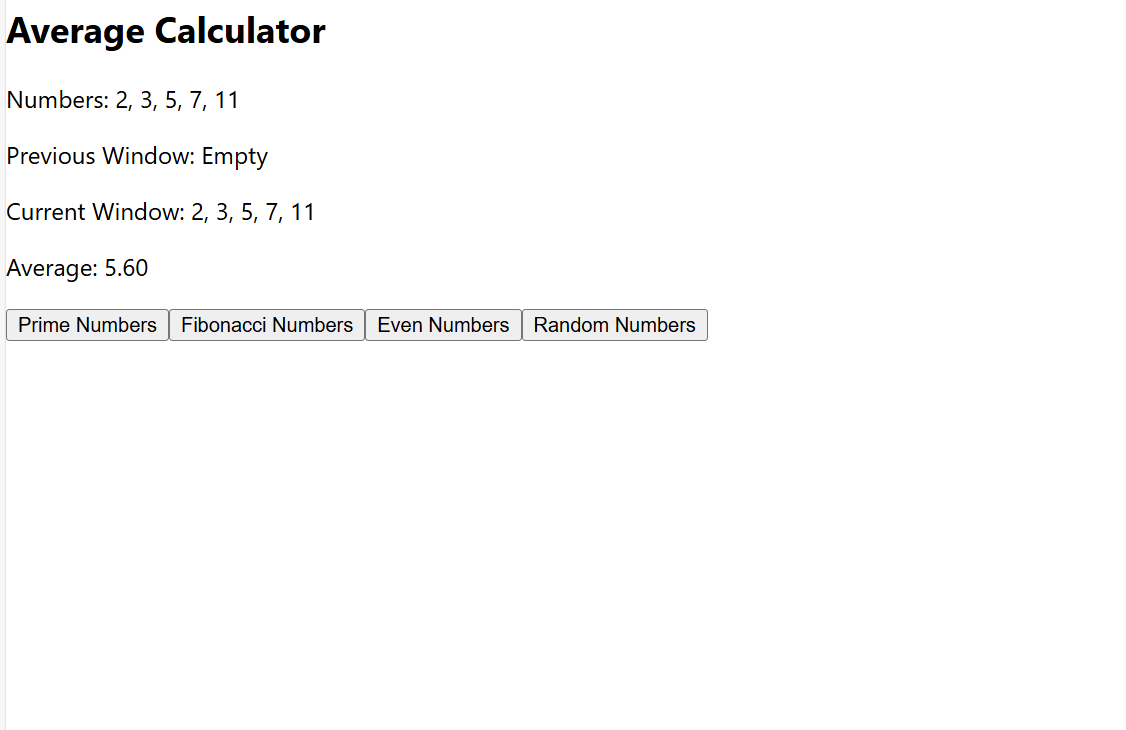 Average Calculator
Numbers: 2, 3, 5, 7, 11
Previous Window: Empty
Current Window: 2, 3, 5, 7, 11
Average: 5.60
Prime Numbers Fibonacci Numbers Even Numbers Random Numbers